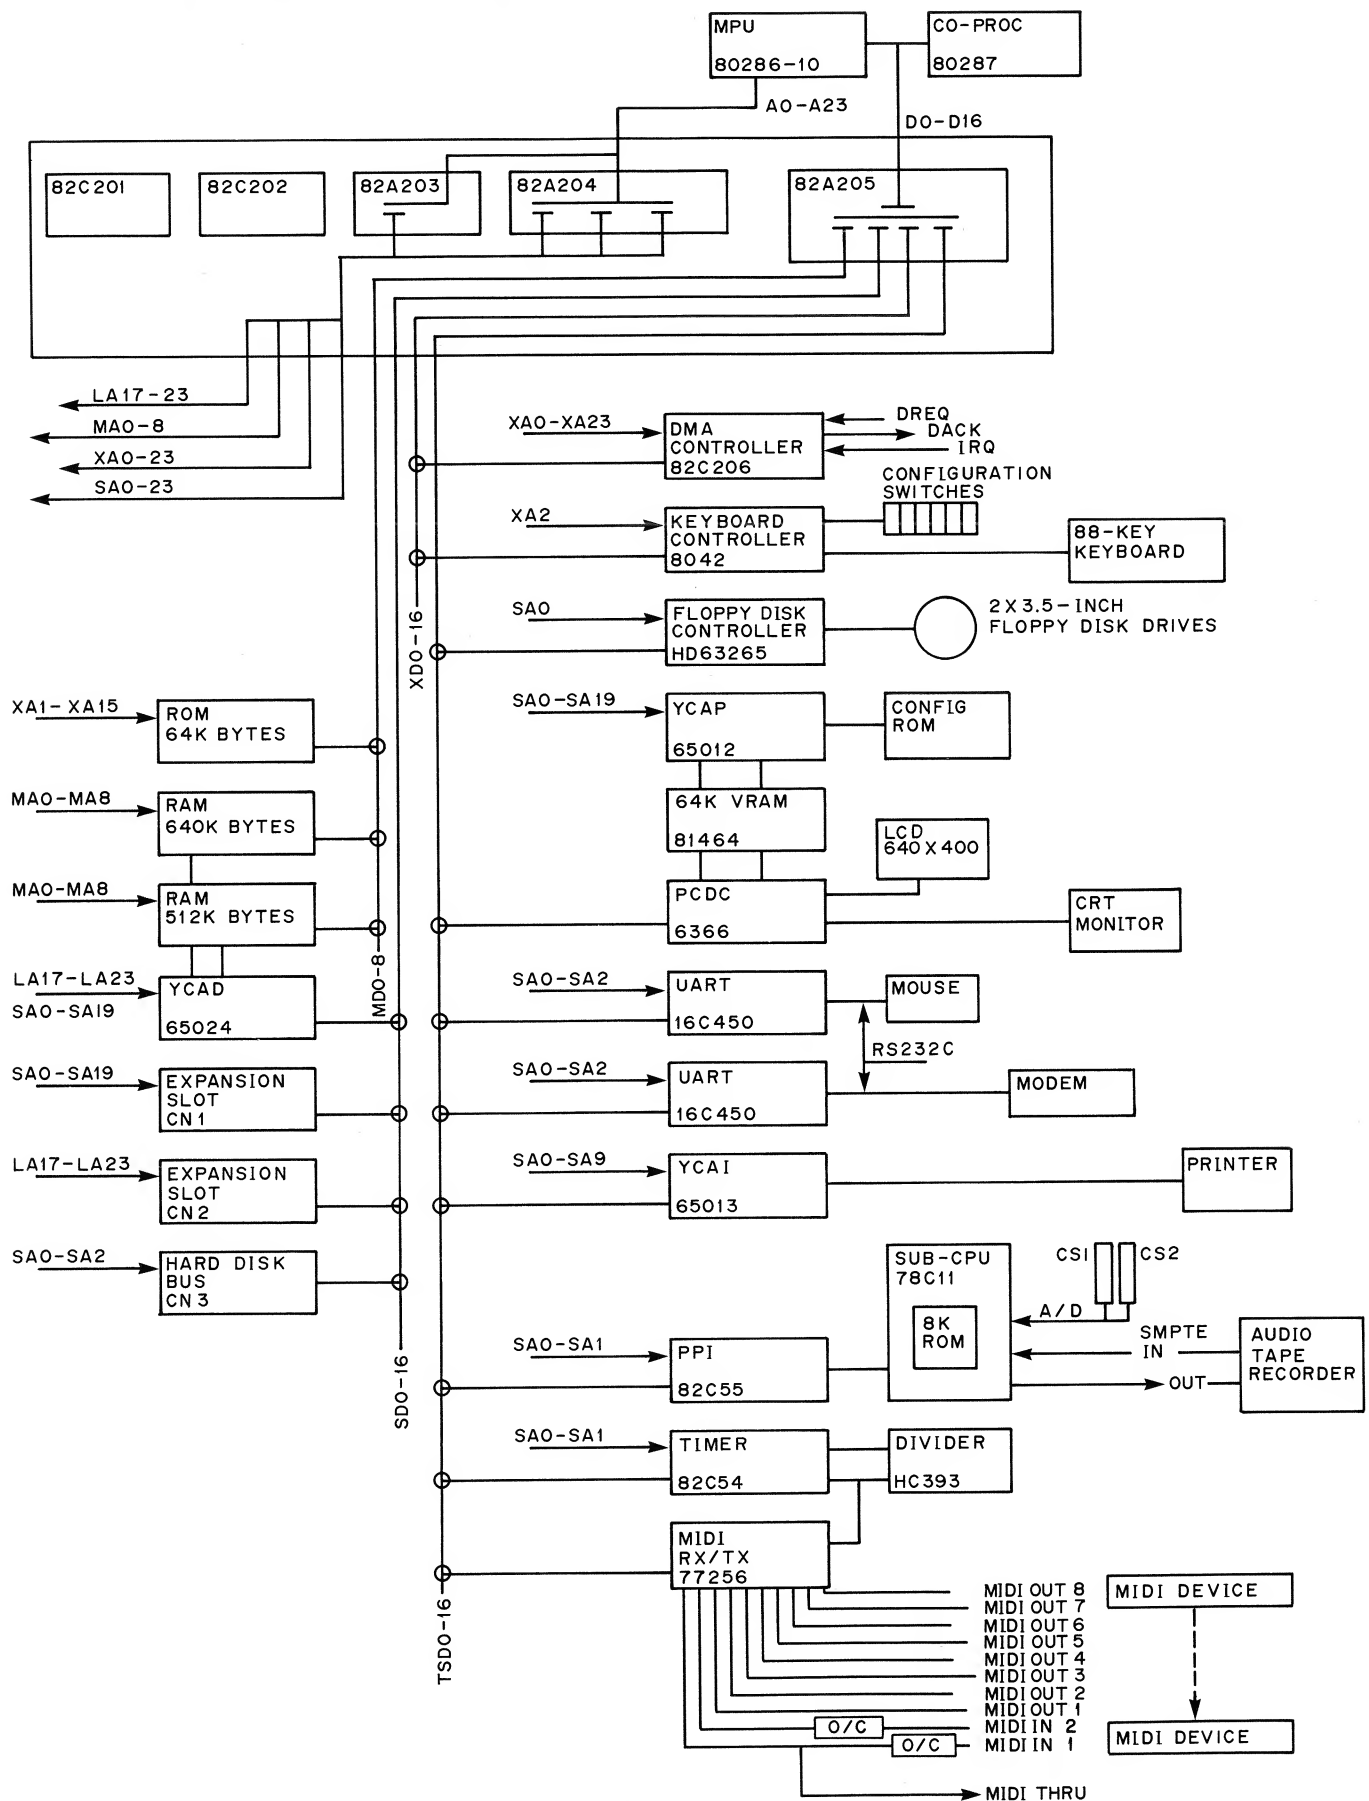 MPU
80286-10
CO-PROC
80287
A0-A23
D0-D16
82C201
82C202
82A203
82A204
82A205
LA17-23
MA0-8
XA0-23
SA0-23
XA0-XA23
DMA
CONTROLLER
82C206
DREQ
DACK
IRQ
CONFIGURATION
SWITCHES
XA2
KEYBOARD
CONTROLLER
8042
88-KEY
KEYBOARD
SA0
FLOPPY DISK
CONTROLLER
HD63265
2X3.5-INCH
FLOPPY DISK DRIVES
XD0-16
XA1-XA15
ROM
64K BYTES
SA0-SA19
YCAP
65012
CONFIG
ROM
MA0-MA8
RAM
640K BYTES
64K VRAM
81464
LCD
640X400
MA0-MA8
RAM
512K BYTES
PCDC
6366
CRT
MONITOR
MD0-8
LA17-LA23
SA0-SA19
YCAD
65024
SA0-SA2
UART
16C450
MOUSE
RS232C
SA0-SA19
EXPANSION
SLOT
CN1
SA0-SA2
UART
16C450
MODEM
LA17-LA23
EXPANSION
SLOT
CN2
SA0-SA9
YCAI
65013
PRINTER
SA0-SA2
HARD DISK
BUS
CN3
SUB-CPU
78C11
8K
ROM
CS1
CS2
A/D
SMPTE
IN
OUT
AUDIO
TAPE
RECORDER
SD0-16
SA0-SA1
PPI
82C55
SA0-SA1
TIMER
82C54
DIVIDER
HC393
MIDI
RX/TX
77256
TSD0-16
MIDI OUT 8
MIDI OUT 7
MIDI OUT 6
MIDI OUT 5
MIDI OUT 4
MIDI OUT 3
MIDI OUT 2
MIDI OUT 1
O/C
MIDI IN 2
O/C
MIDI IN 1
MIDI THRU
MIDI DEVICE
MIDI DEVICE